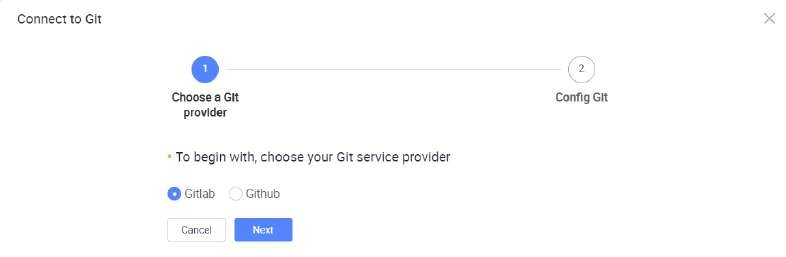 Connect to Git
1
2
Choose a Git
provider
Config Git
* To begin with, choose your Git service provider
Gitlab
Github
Cancel
Next